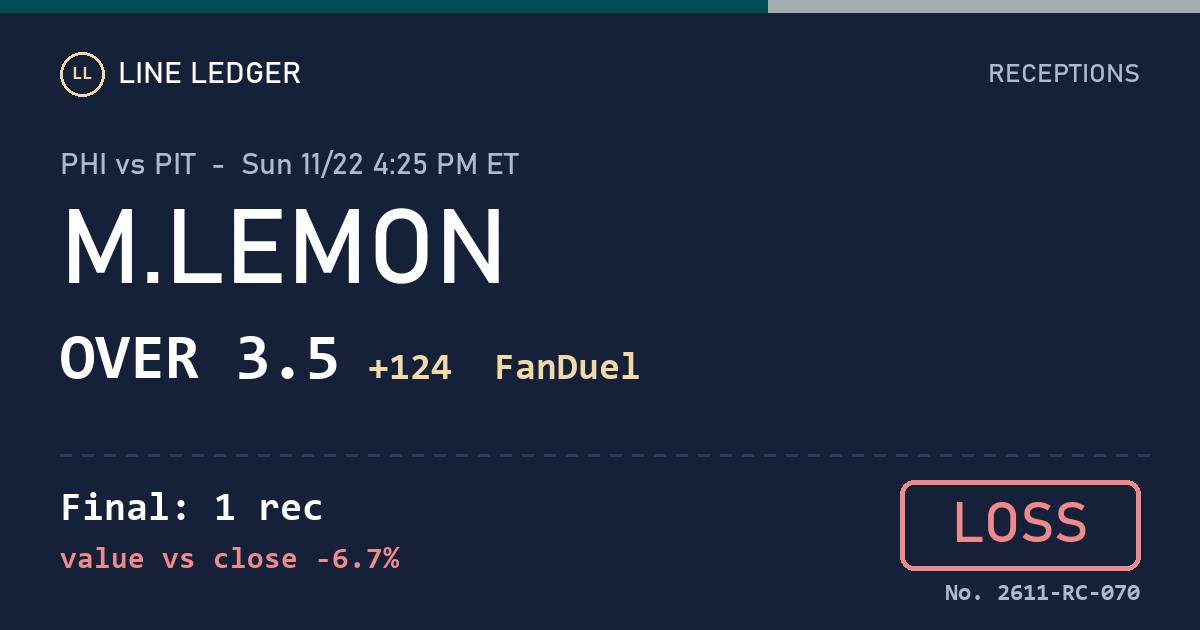 LL LINE LEDGER
RECEPTIONS
PHI vs PIT - Sun 11/22 4:25 PM ET
M.LEMON
OVER 3.5 +124 FanDuel
Final: 1 rec
value vs close -6.7%
LOSS
No. 2611-RC-070